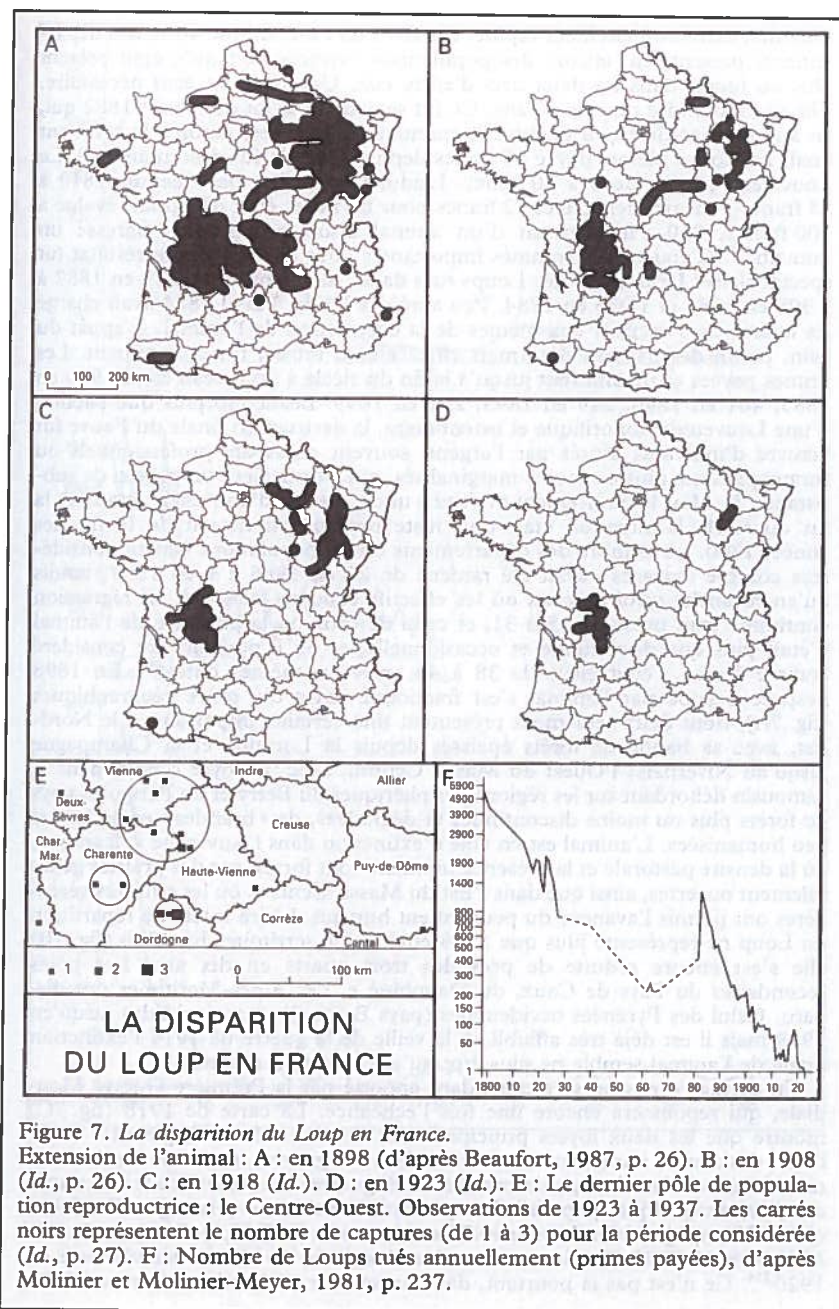 A
B
0 100 200 km
C
D
E
Vienne
Indre
Allier
Deux
Sèvres
Creuse
Char
Mar.
Charente
Haute-Vienne
Puy-de-Dôme
Corrèze
Dordogne
Cantal
1 2 3 0 100 km
F
5900
4900
3900
2900
1900
1400
900
800
700
600
500
400
300
200
100
50
1
1800 10 20 30 40 50 60 70 80 90 1900 10 20
LA DISPARITION
DU LOUP EN FRANCE
Figure 7. La disparition du Loup en France.
Extension de l'animal : A : en 1898 (d'après Beaufort, 1987, p. 26) : B : en 1908
(Id., p. 26). C : en 1918 (Id.). D : en 1923 (Id.). E : Le dernier pôle de popula-
tion reproductrice : le Centre-Ouest. Observations de 1923 à 1937. Les carrés
noirs représentent le nombre de captures (de 1 à 3) pour la période considérée
(Id., p. 27). F : Nombre de Loups tués annuellement (primes payées), d'après
Molinier et Molinier-Meyer, 1981, p. 237.